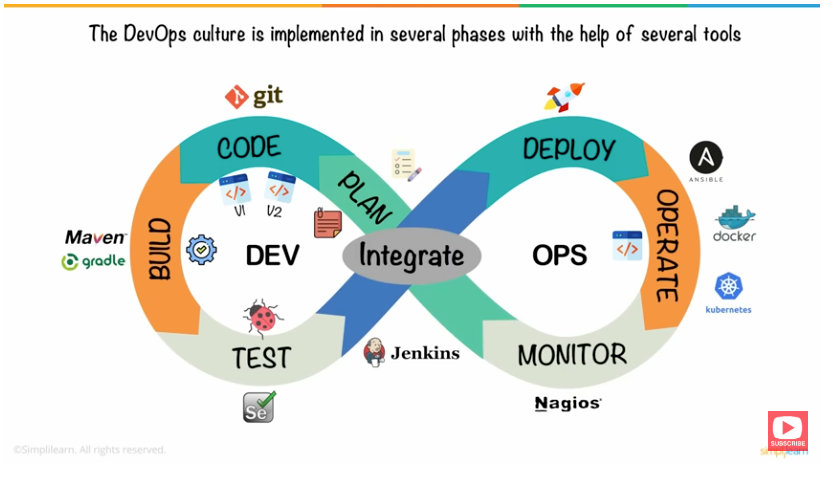 The DevOps culture is implemented in several phases with the help of several tools
git
CODE
PLAN
V1
V2
BUILD
Maven
gradle
DEV
TEST
Se
Integrate
Jenkins
DEPLOY
OPS
OPERATE
A
ANSIBLE
docker
kubernetes
MONITOR
Nagios
©Simplilearn. All rights reserved.
SUBSCRIBE
simplilearn